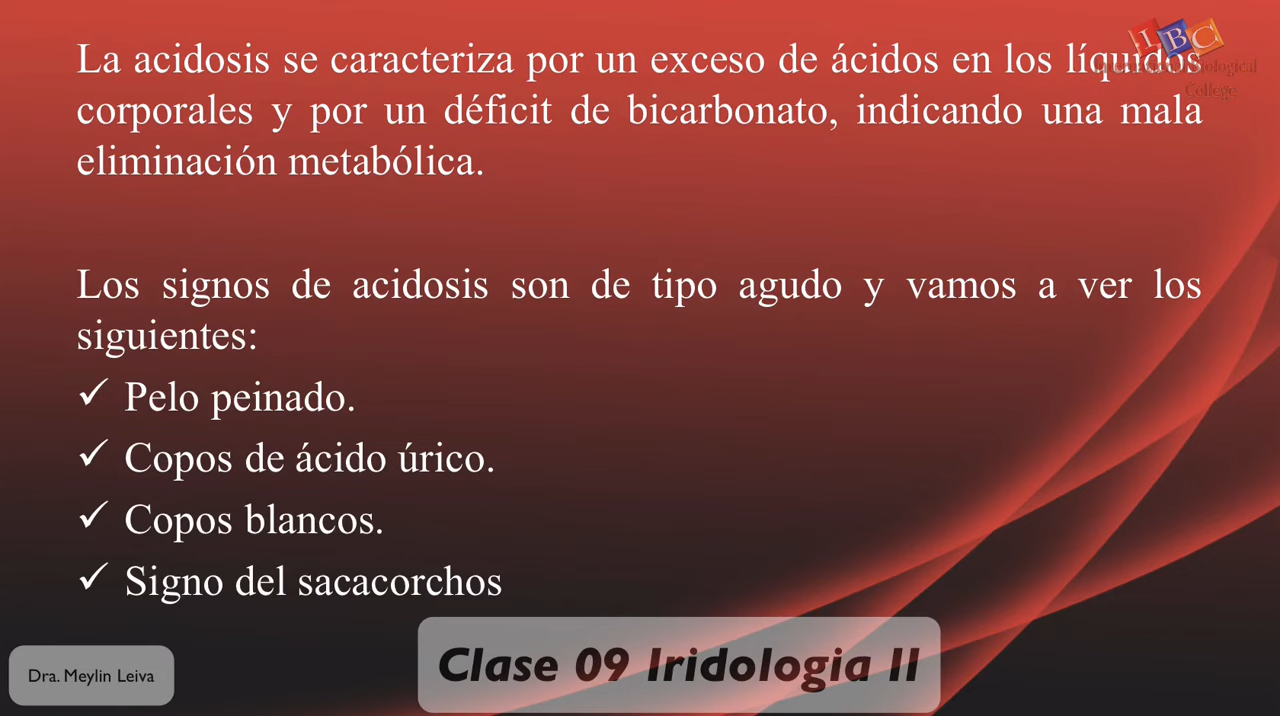 La acidosis se caracteriza por un exceso de ácidos en los líquidos
corporales y por un déficit de bicarbonato, indicando una mala
eliminación metabólica.
Los signos de acidosis son de tipo agudo y vamos a ver los
siguientes:
✓ Pelo peinado.
✓ Copos de ácido úrico.
✓ Copos blancos.
✓ Signo del sacacorchos
Clase 09 Iridologia II
Dra. Meylin Leiva
IBC
International Biological
College